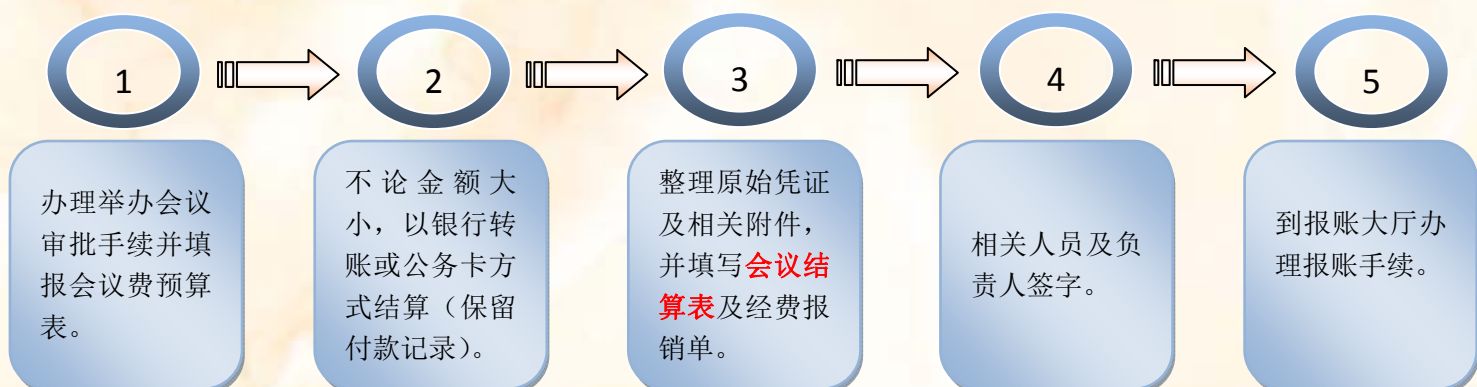 1
2
3
4
5
办理举办会议
审批手续并填
报会议费预算
表。
不论金额大
小，以银行转
账或公务卡方
式结算（保留
付款记录）。
整理原始凭证
及相关附件，
并填写会议结
算表及经费报
销单。
相关人员及负
责人签字。
到报账大厅办
理报账手续。